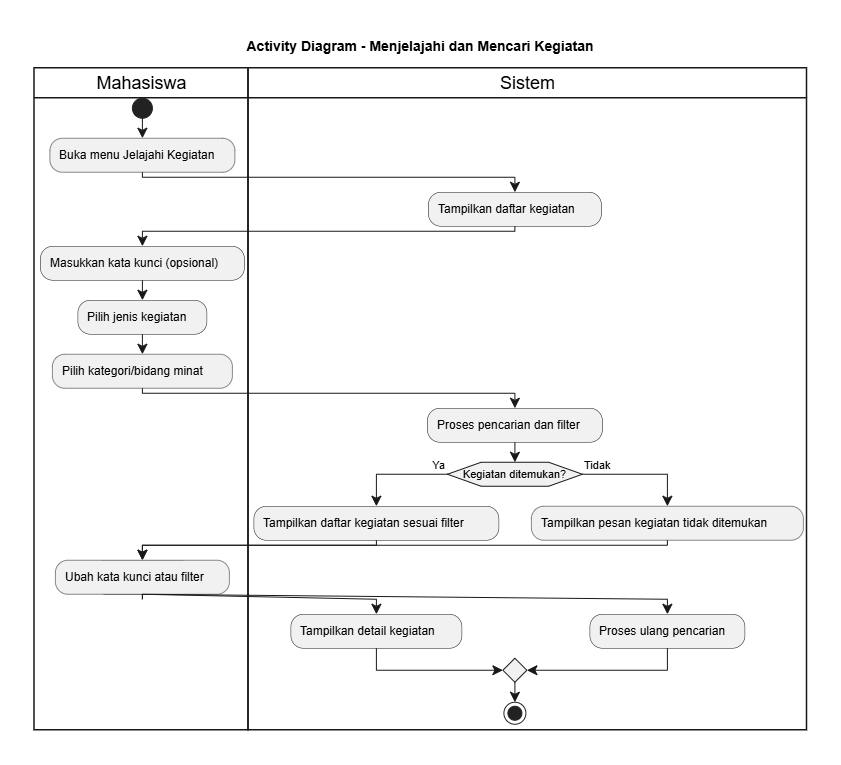 Activity Diagram - Menjelajahi dan Mencari Kegiatan
Mahasiswa
Sistem
Buka menu Jelajahi Kegiatan
Tampilkan daftar kegiatan
Masukkan kata kunci (opsional)
Pilih jenis kegiatan
Pilih kategori/bidang minat
Proses pencarian dan filter
Ya
Kegiatan ditemukan?
Tidak
Tampilkan daftar kegiatan sesuai filter
Tampilkan pesan kegiatan tidak ditemukan
Ubah kata kunci atau filter
Tampilkan detail kegiatan
Proses ulang pencarian